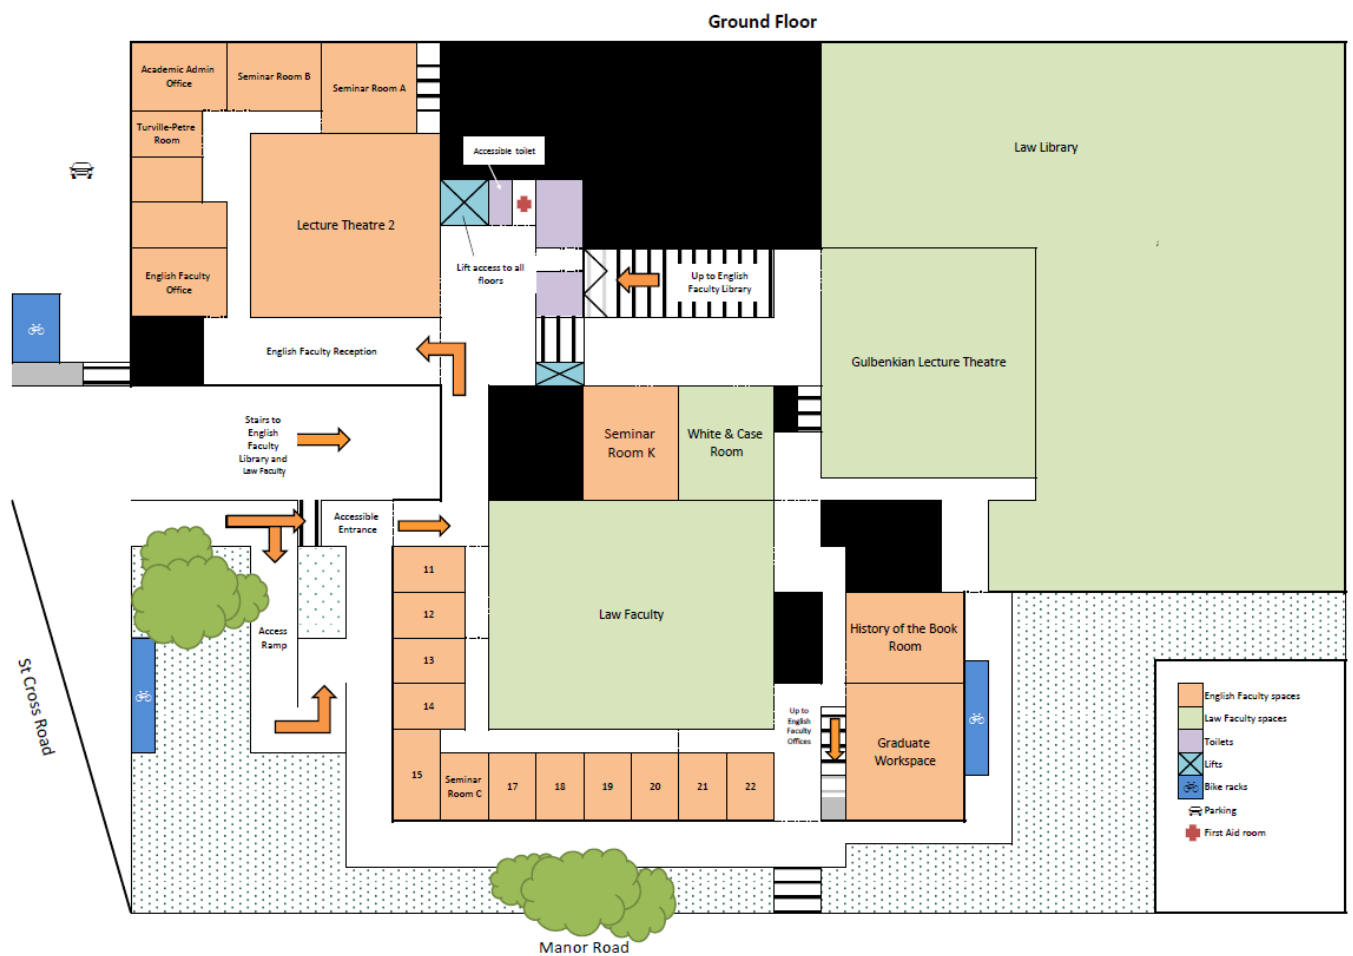 Ground Floor
Academic Admin
Office
Seminar Room B
Seminar Room A
Turville-Petre
Room
Accessible toilet
Law Library
Lecture Theatre 2
Lift access to all
floors
English Faculty
Office
Up to English
Faculty Library
English Faculty Reception
Gulbenkian Lecture Theatre
Stairs to
English
Faculty
Library and
Law Faculty
Seminar
Room K
White & Case
Room
Accessible
Entrance
11
12
13
14
15
Law Faculty
Access
Ramp
History of the Book
Room
St Cross Road
Up to
English
Faculty
Offices
Graduate
Workspace
Seminar
Room C
17
18
19
20
21
22
English Faculty spaces
Law Faculty spaces
Toilets
Lifts
Bike racks
Parking
First Aid room
Manor Road